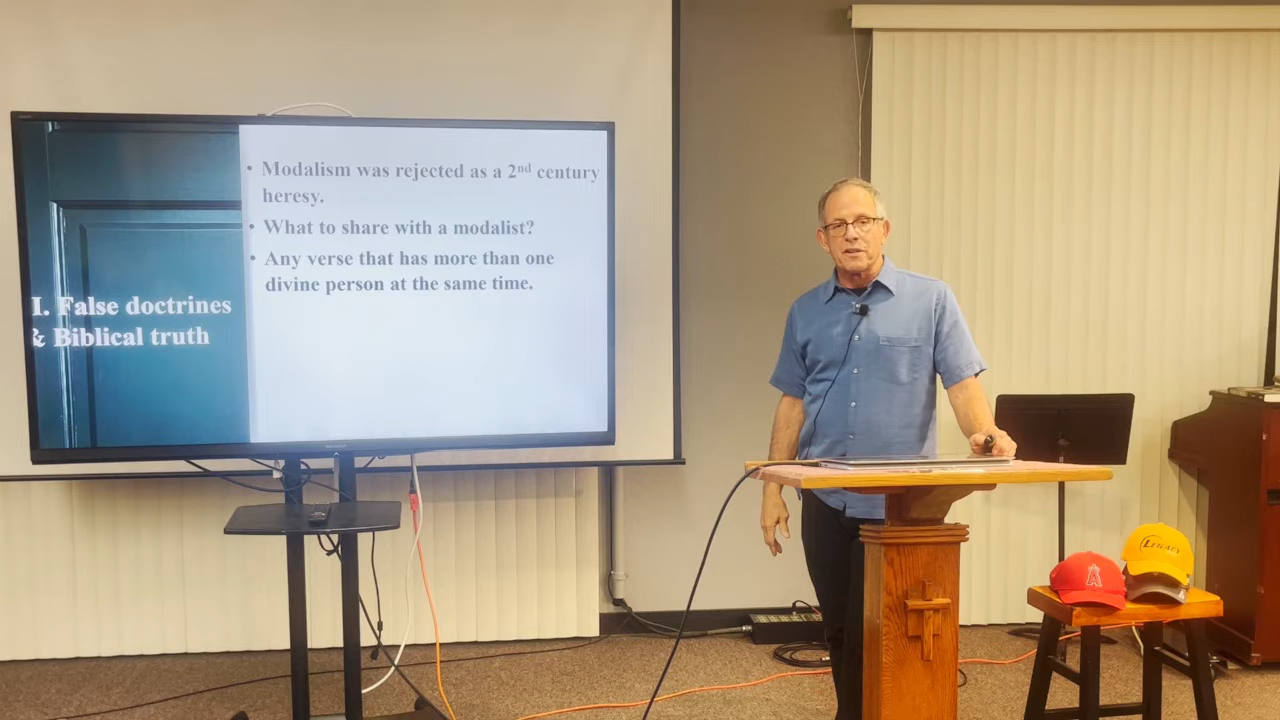 • Modalism was rejected as a 2nd century
heresy.
• What to share with a modalist?
• Any verse that has more than one
divine person at the same time.
I. False doctrines
& Biblical truth
LEGACY
A